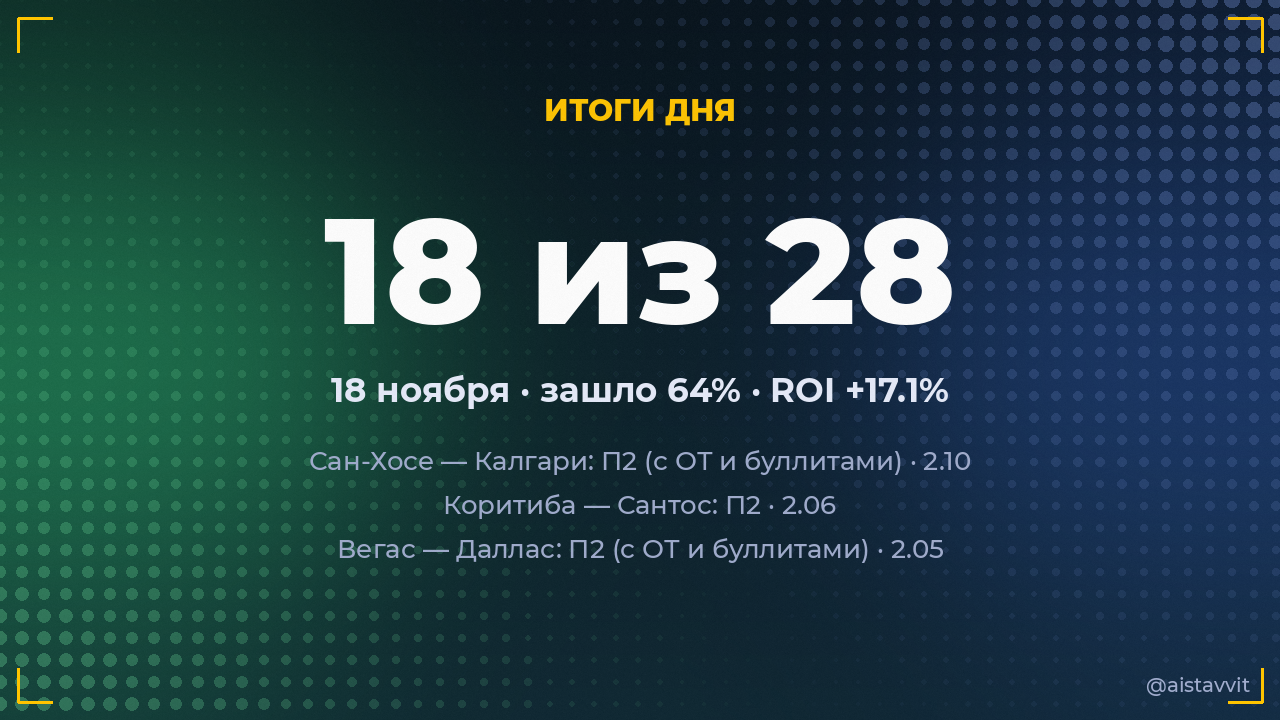 ИТОГИ ДНЯ
18 из 28
18 ноября · зашло 64% · ROI +17.1%
Сан-Хосе — Калгари: П2 (с ОТ и буллитами) · 2.10
Коритиба — Сантос: П2 · 2.06
Вегас — Даллас: П2 (с ОТ и буллитами) · 2.05
@aistavvit